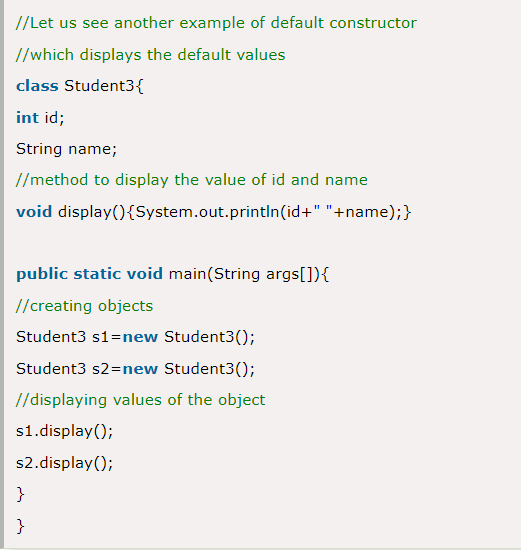 //Let us see another example of default constructor
//which displays the default values
class Student3{
int id;
String name;
//method to display the value of id and name
void display(){System.out.println(id+" "+name);}
public static void main(String args[]){
//creating objects
Student3 s1=new Student3();
Student3 s2=new Student3();
//displaying values of the object
s1.display();
s2.display();
}
}